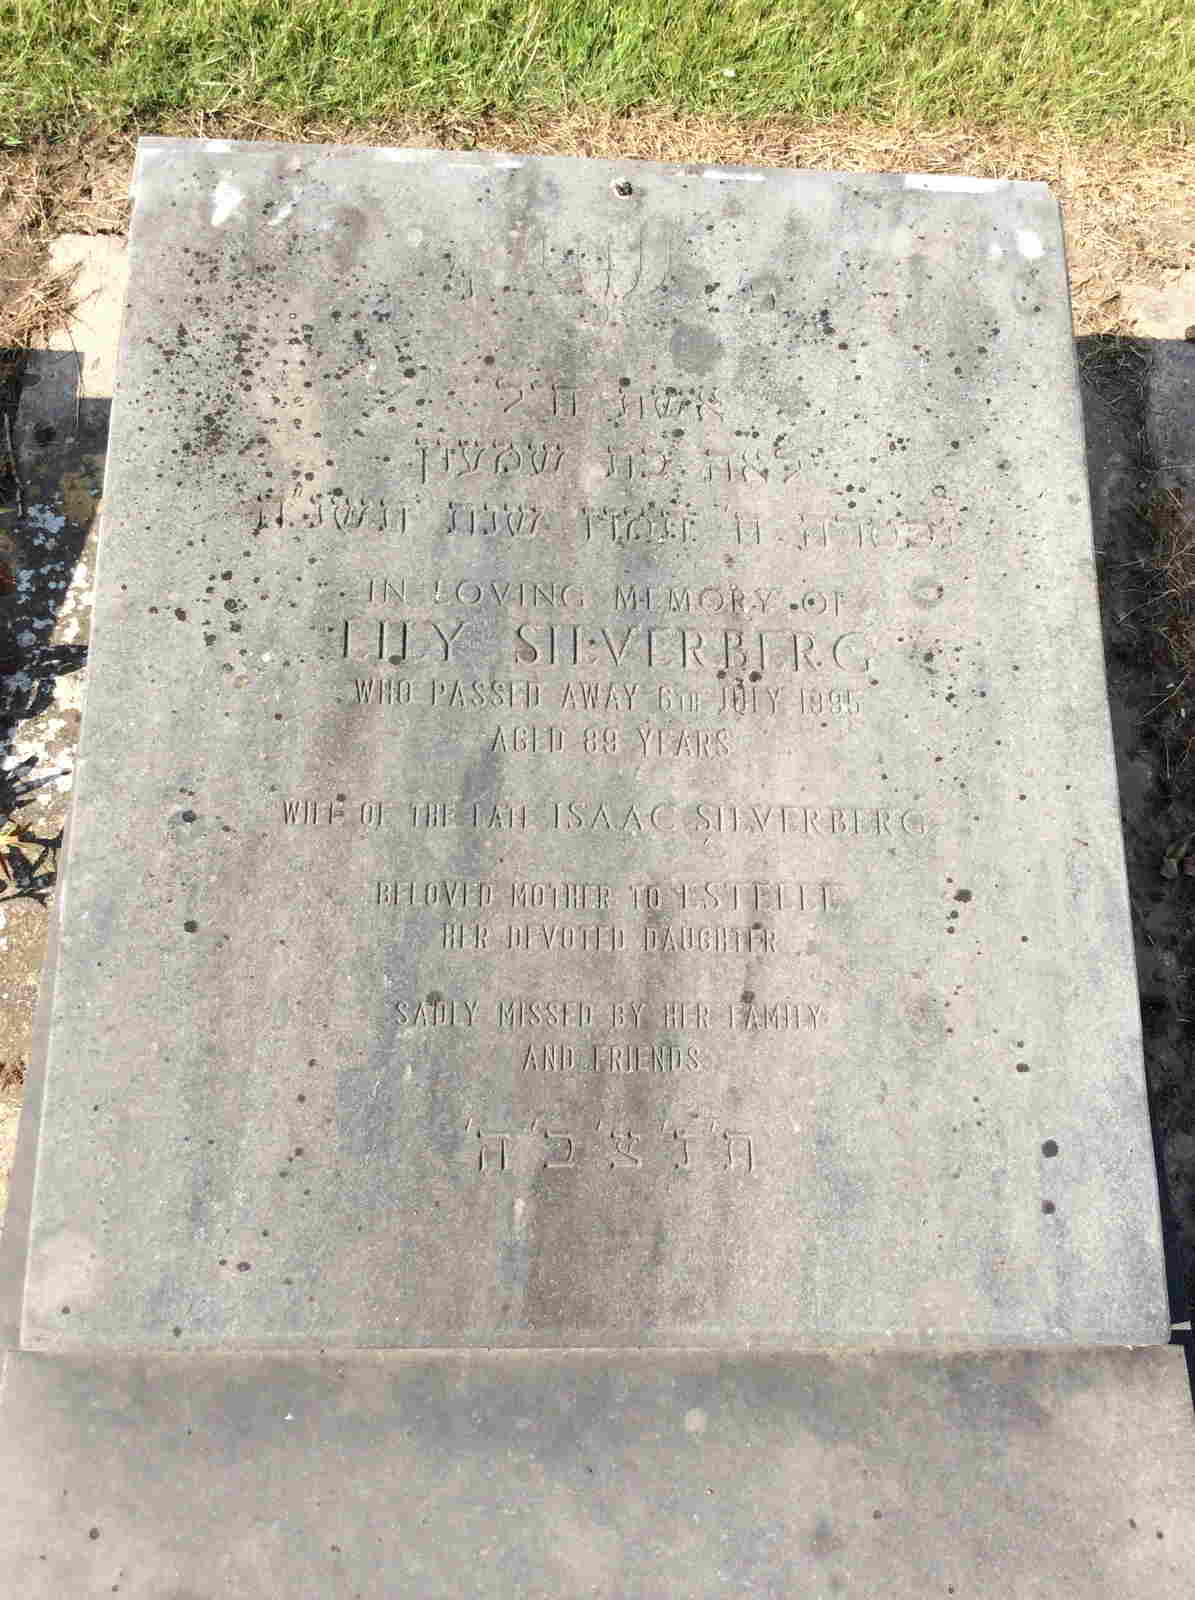 אשת חיל
לאה בת שמעון
נפטרה ח' תמוז שנת תשנ"ה
IN LOVING MEMORY OF
LILY SILVERBERG
WHO PASSED AWAY 6TH JULY 1995
AGED 89 YEARS
WIFE OF THE LATE ISAAC SILVERBERG
BELOVED MOTHER TO ESTELLE
HER DEVOTED DAUGHTER
SADLY MISSED BY HER FAMILY
AND FRIENDS
ת'נ'צ'ב'ה'